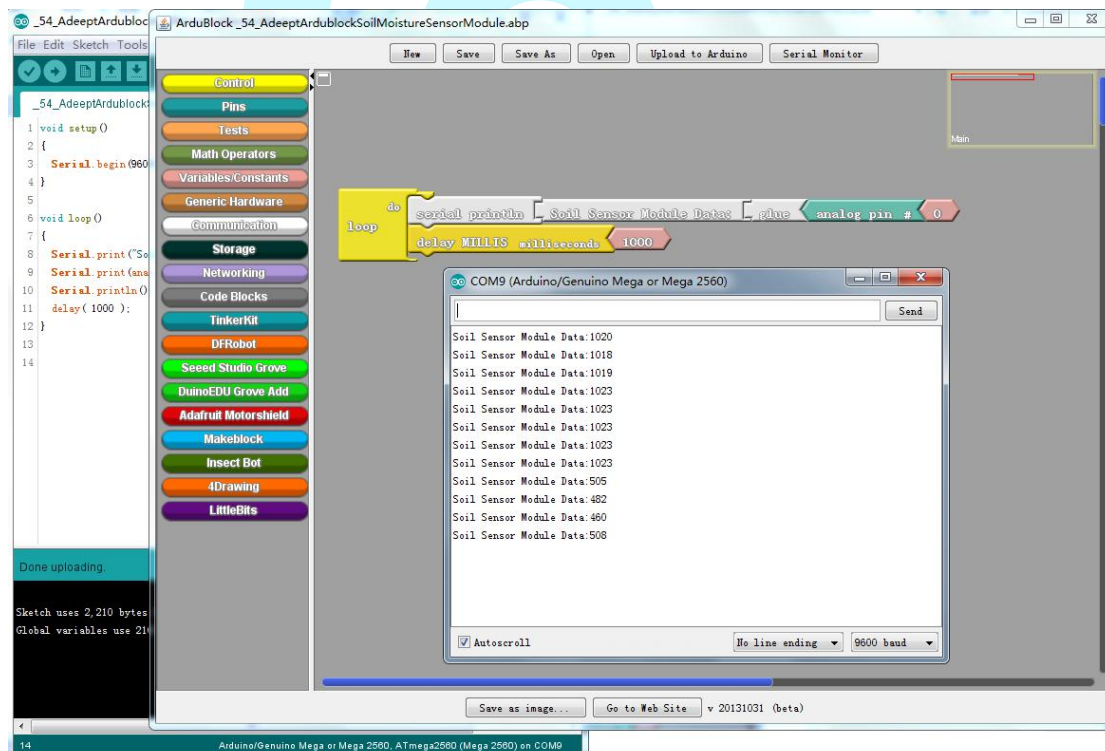 _54_AdeeptArdubloc
File Edit Sketch Tools
_54_AdeeptArdublocks
1 void setup()
2 {
3 Serial.begin(960
4 }
5
6 void loop()
7 {
8 Serial.print("So
9 Serial.print(ana
10 Serial.println()
11 delay( 1000 );
12 }
13
14
Done uploading.
Sketch uses 2,210 bytes
Global variables use 21
14
Arduino/Genuino Mega or Mega 2560, ATmega2560 (Mega 2560) on COM9
ArduBlock _54_AdeeptArdublockSoilMoistureSensorModule.abp
New Save Save As Open Upload to Arduino Serial Monitor
Control
Pins
Tests
Math Operators
Variables/Constants
Generic Hardware
Communication
Storage
Networking
Code Blocks
TinkerKit
DFRobot
Seeed Studio Grove
DuinoEDU Grove Add
Adafruit Motorshield
Makeblock
Insect Bot
4Drawing
LittleBits
Main
loop
do
serial println Soil Sensor Module Data: glue analog pin # 0
delay MILLIS milliseconds 1000
COM9 (Arduino/Genuino Mega or Mega 2560)
Send
Soil Sensor Module Data:1020
Soil Sensor Module Data:1018
Soil Sensor Module Data:1019
Soil Sensor Module Data:1023
Soil Sensor Module Data:1023
Soil Sensor Module Data:1023
Soil Sensor Module Data:1023
Soil Sensor Module Data:1023
Soil Sensor Module Data:505
Soil Sensor Module Data:482
Soil Sensor Module Data:460
Soil Sensor Module Data:508
Autoscroll No line ending 9600 baud
Save as image... Go to Web Site v 20131031 (beta)